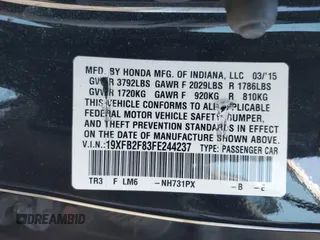 MFD. BY HONDA MFG. OF INDIANA, LLC 03/'15
GVWR 3792LBS GAWR F 2029LBS R 1786LBS
GVWR 1720KG GAWR F 920KG R 810KG
THIS VEHICLE CONFORMS TO ALL APPLICABLE
FEDERAL MOTOR VEHICLE SAFETY, BUMPER,
AND THEFT PREVENTION STANDARDS IN
EFFECT ON THE DATE OF MANUFACTURE
SHOWN ABOVE.
V.I.N.: 19XFB2F83FE244237 TYPE: PASSENGER CAR
TR3 F LM6 -NH731PX -B -E
DREAMBID